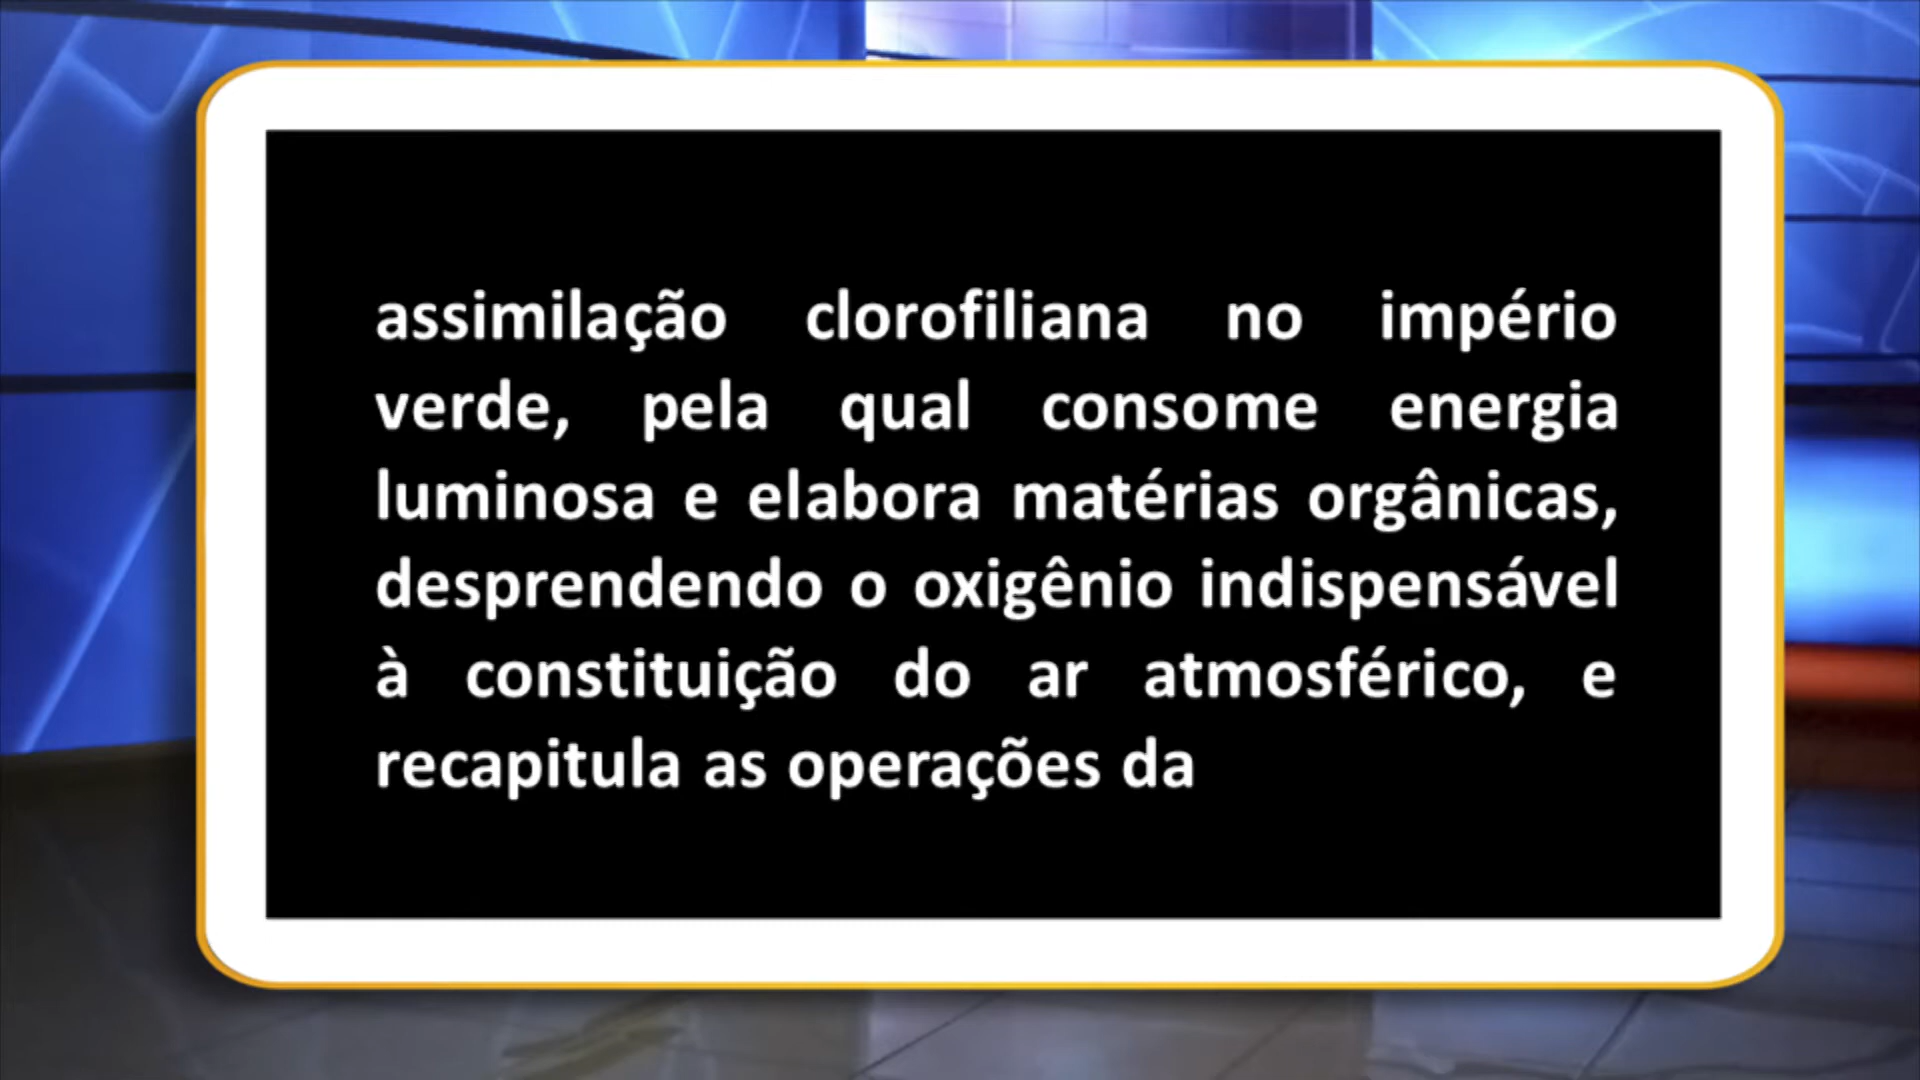 assimilação clorofiliana no império
verde, pela qual consome energia
luminosa e elabora matérias orgânicas,
desprendendo o oxigênio indispensável
à constituição do ar atmosférico, e
recapitula as operações da